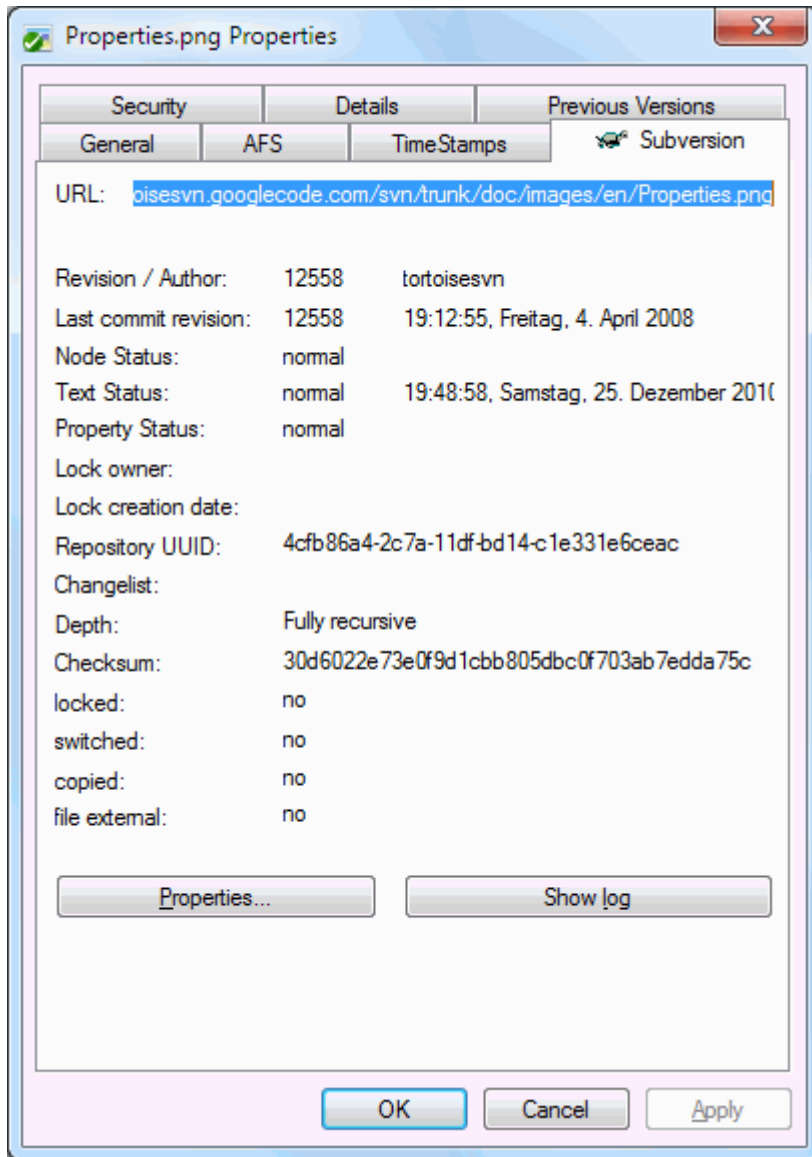 Properties.png Properties
Security Details Previous Versions
General AFS TimeStamps Subversion
URL: oisesvn.googlecode.com/svn/trunk/doc/images/en/Properties.png
Revision / Author: 12558 tortoisesvn
Last commit revision: 12558 19:12:55, Freitag, 4. April 2008
Node Status: normal
Text Status: normal 19:48:58, Samstag, 25. Dezember 2010
Property Status: normal
Lock owner:
Lock creation date:
Repository UUID: 4cfb86a4-2c7a-11df-bd14-c1e331e6ceac
Changelist:
Depth: Fully recursive
Checksum: 30d6022e73e0f9d1cbb805dbc0f703ab7edda75c
locked: no
switched: no
copied: no
file external: no
Properties... Show log
OK Cancel Apply